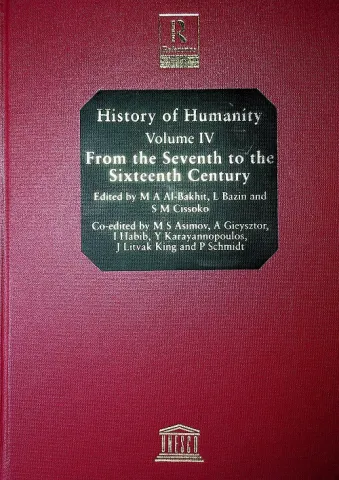 R
Reference
History of Humanity
Volume IV
From the Seventh to the
Sixteenth Century
Edited by M A Al-Bakhit, L Bazin and
S M Cissoko
Co-edited by M S Asimov, A Gieysztor,
I Habib, Y Karayannopoulos,
J Litvak King and P Schmidt
UNESCO